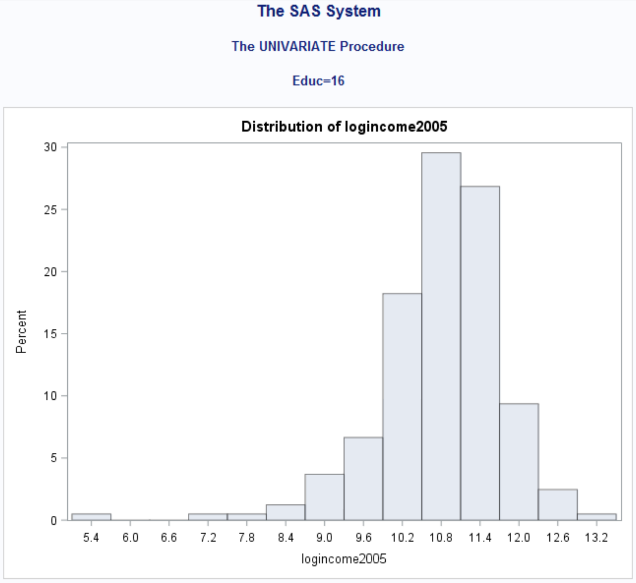 The SAS System
The UNIVARIATE Procedure
Educ=16
Distribution of logincome2005
30
25
20
15
10
5
0
Percent
5.4 6.0 6.6 7.2 7.8 8.4 9.0 9.6 10.2 10.8 11.4 12.0 12.6 13.2
logincome2005